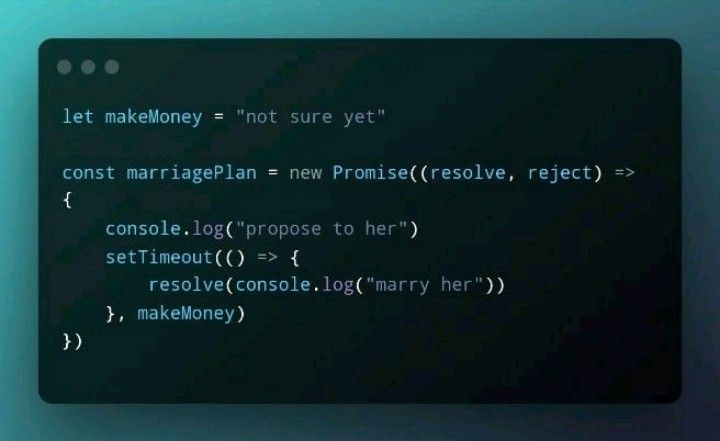 let makeMoney = "not sure yet"
const marriagePlan = new Promise((resolve, reject) =>
{
console.log("propose to her")
setTimeout(() => {
resolve(console.log("marry her"))
}, makeMoney)
})